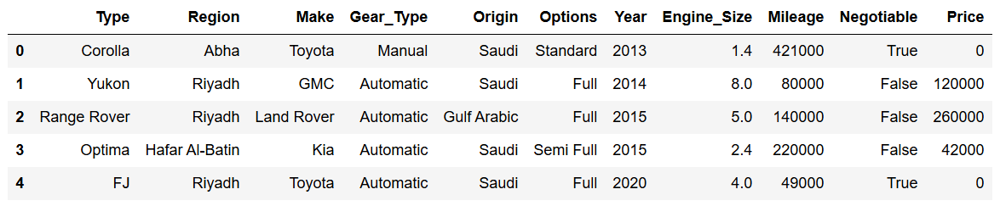 Type Region Make Gear_Type Origin Options Year Engine_Size Mileage Negotiable Price
0 Corolla Abha Toyota Manual Saudi Standard 2013 1.4 421000 True 0
1 Yukon Riyadh GMC Automatic Saudi Full 2014 8.0 80000 False 120000
2 Range Rover Riyadh Land Rover Automatic Gulf Arabic Full 2015 5.0 140000 False 260000
3 Optima Hafar Al-Batin Kia Automatic Saudi Semi Full 2015 2.4 220000 False 42000
4 FJ Riyadh Toyota Automatic Saudi Full 2020 4.0 49000 True 0